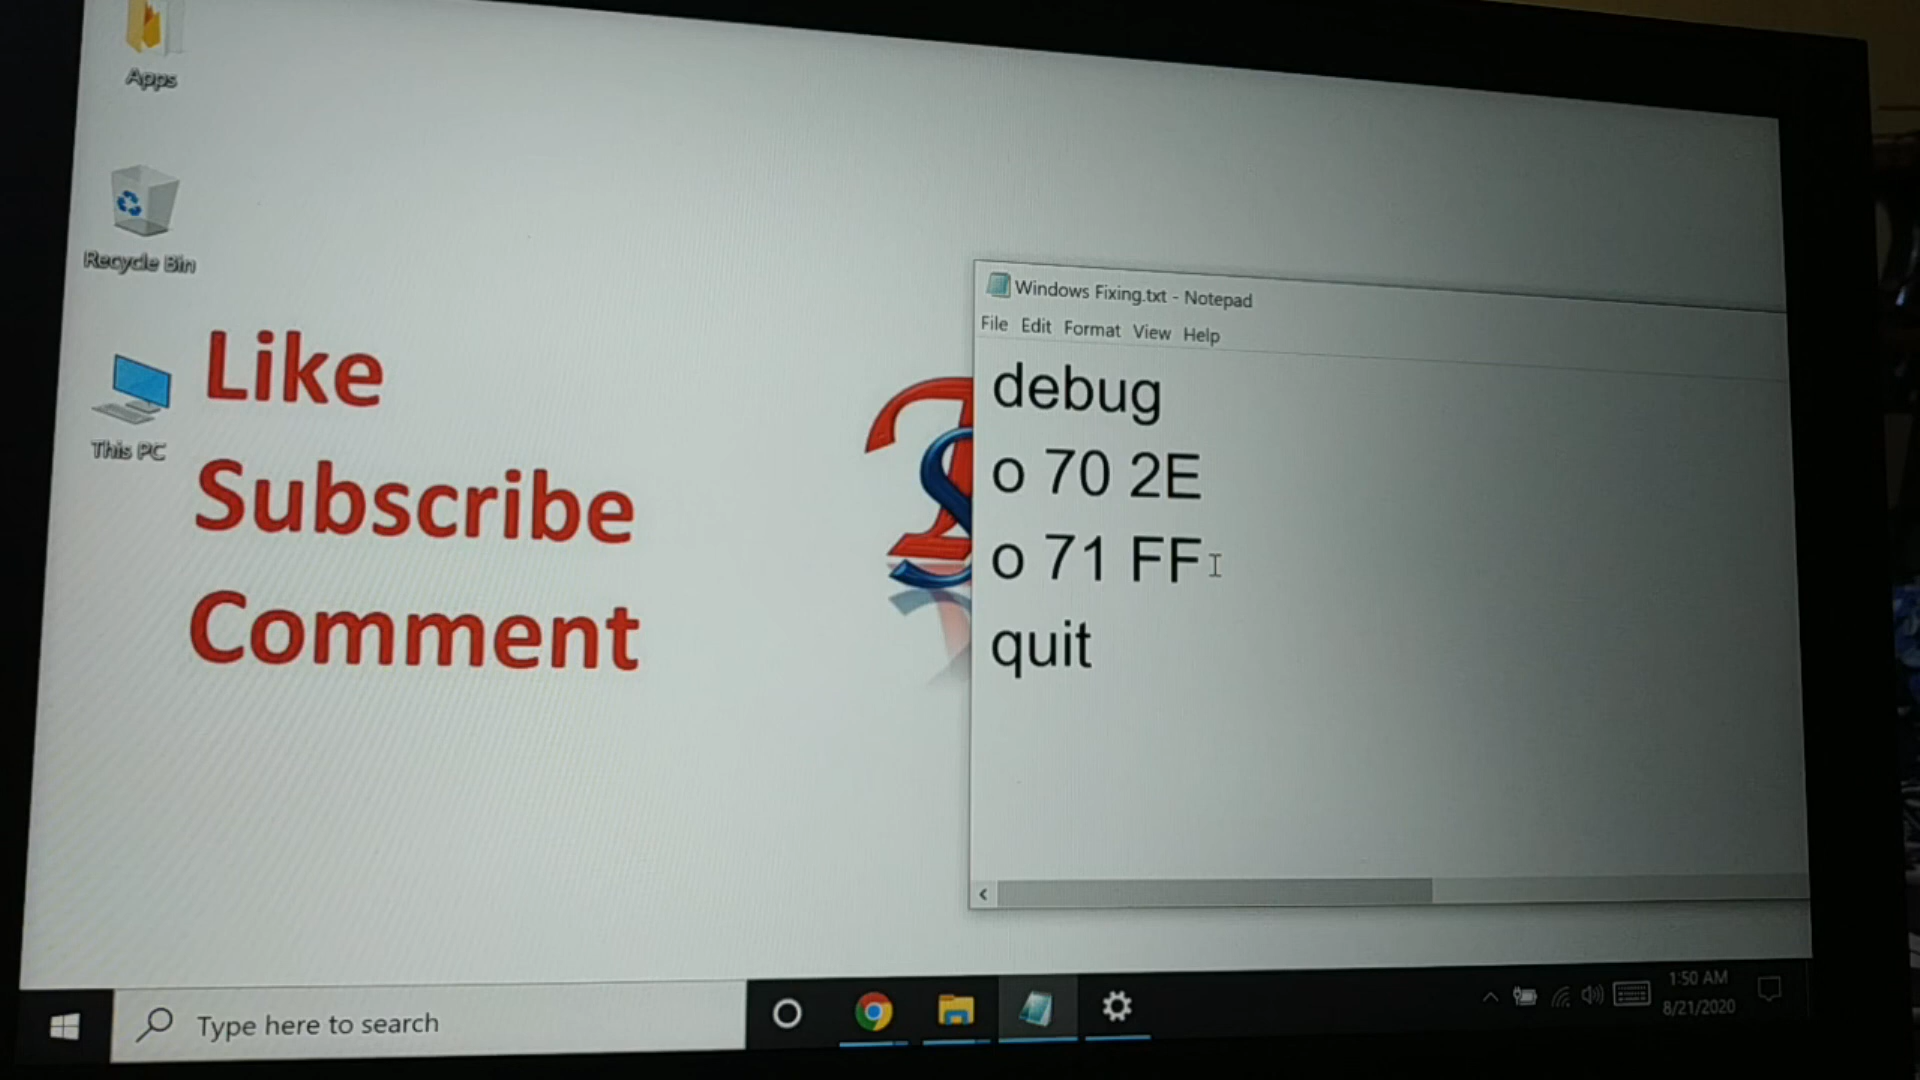 Apps
Recycle Bin
This PC
Like
Subscribe
Comment
Windows Fixing.txt - Notepad
File Edit Format View Help
debug
o 70 2E
o 71 FF
quit
Type here to search
1:50 AM
8/21/2020